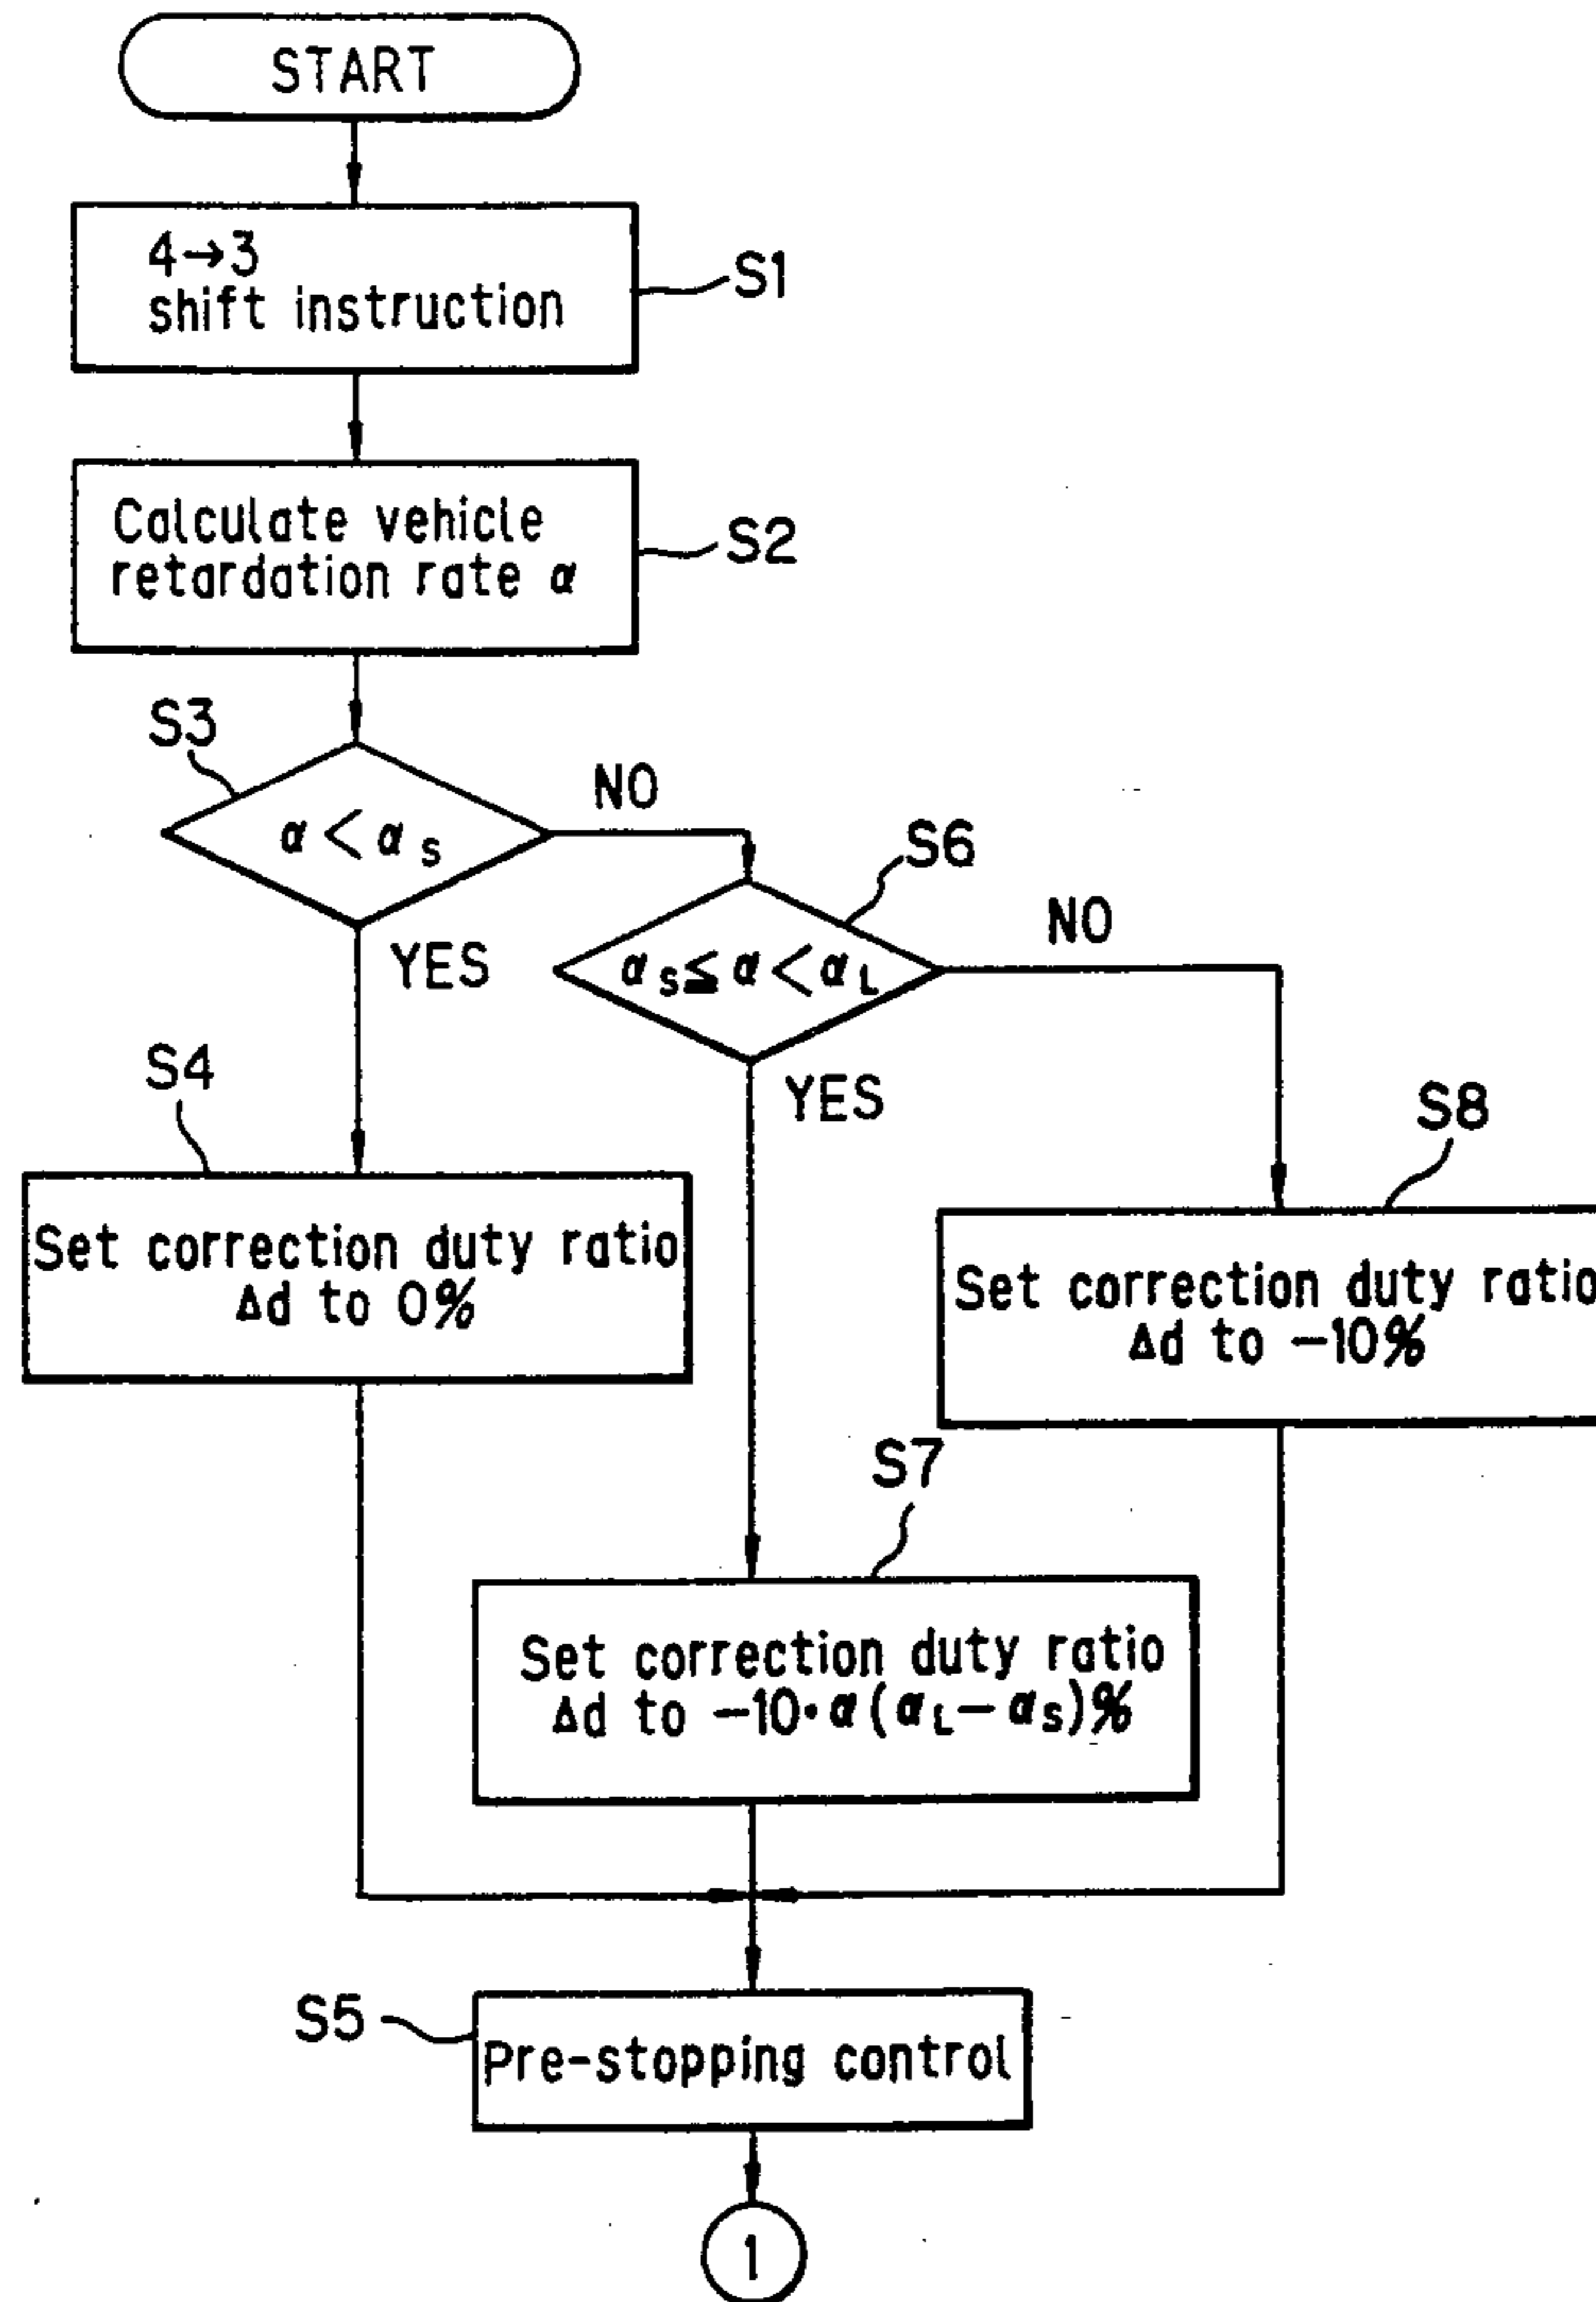 START
4→3
shift instruction
S1
Calculate vehicle
retardation rate α
S2
S3
α < αS
NO
YES
S6
αS ≦ α < αL
NO
YES
S4
Set correction duty ratio
Δd to 0%
S8
Set correction duty ratio
Δd to −10%
S7
Set correction duty ratio
Δd to −10·α(αL−αS)%
S5
Pre-stopping control
1